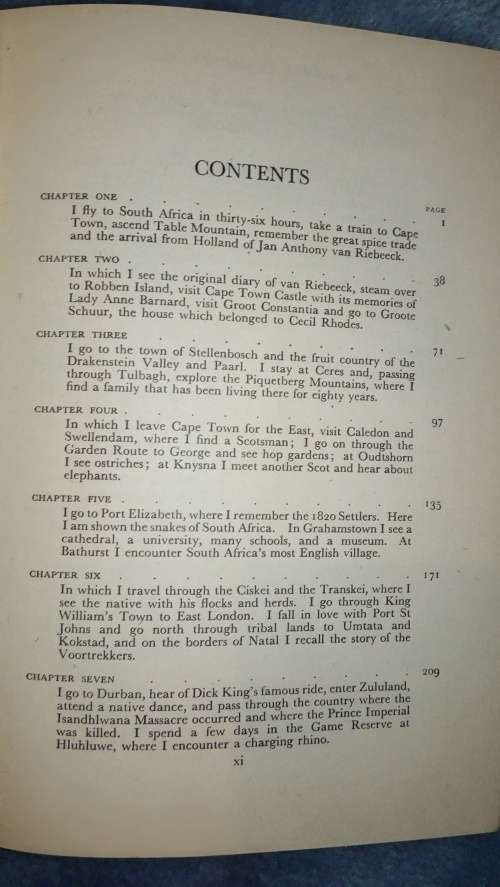 CONTENTS
PAGE
CHAPTER ONE . . . . . . . . . 1
I fly to South Africa in thirty-six hours, take a train to Cape
Town, ascend Table Mountain, remember the great spice trade
and the arrival from Holland of Jan Anthony van Riebeeck.
CHAPTER TWO . . . . . . . . . 38
In which I see the original diary of van Riebeeck, steam over
to Robben Island, visit Cape Town Castle with its memories of
Lady Anne Barnard, visit Groot Constantia and go to Groote
Schuur, the house which belonged to Cecil Rhodes.
CHAPTER THREE . . . . . . . . 71
I go to the town of Stellenbosch and the fruit country of the
Drakenstein Valley and Paarl. I stay at Ceres and, passing
through Tulbagh, explore the Piquetberg Mountains, where I
find a family that has been living there for eighty years.
CHAPTER FOUR . . . . . . . . . 97
In which I leave Cape Town for the East, visit Caledon and
Swellendam, where I find a Scotsman; I go on through the
Garden Route to George and see hop gardens; at Oudtshorn
I see ostriches; at Knysna I meet another Scot and hear about
elephants.
CHAPTER FIVE . . . . . . . . . 135
I go to Port Elizabeth, where I remember the 1820 Settlers. Here
I am shown the snakes of South Africa. In Grahamstown I see a
cathedral, a university, many schools, and a museum. At
Bathurst I encounter South Africa's most English village.
CHAPTER SIX . . . . . . . . . 171
In which I travel through the Ciskei and the Transkei, where I
see the native with his flocks and herds. I go through King
William's Town to East London. I fall in love with Port St
Johns and go north through tribal lands to Umtata and
Kokstad, and on the borders of Natal I recall the story of the
Voortrekkers.
CHAPTER SEVEN . . . . . . . . 209
I go to Durban, hear of Dick King's famous ride, enter Zululand,
attend a native dance, and pass through the country where the
Isandhlwana Massacre occurred and where the Prince Imperial
was killed. I spend a few days in the Game Reserve at
Hluhluwe, where I encounter a charging rhino.
xi